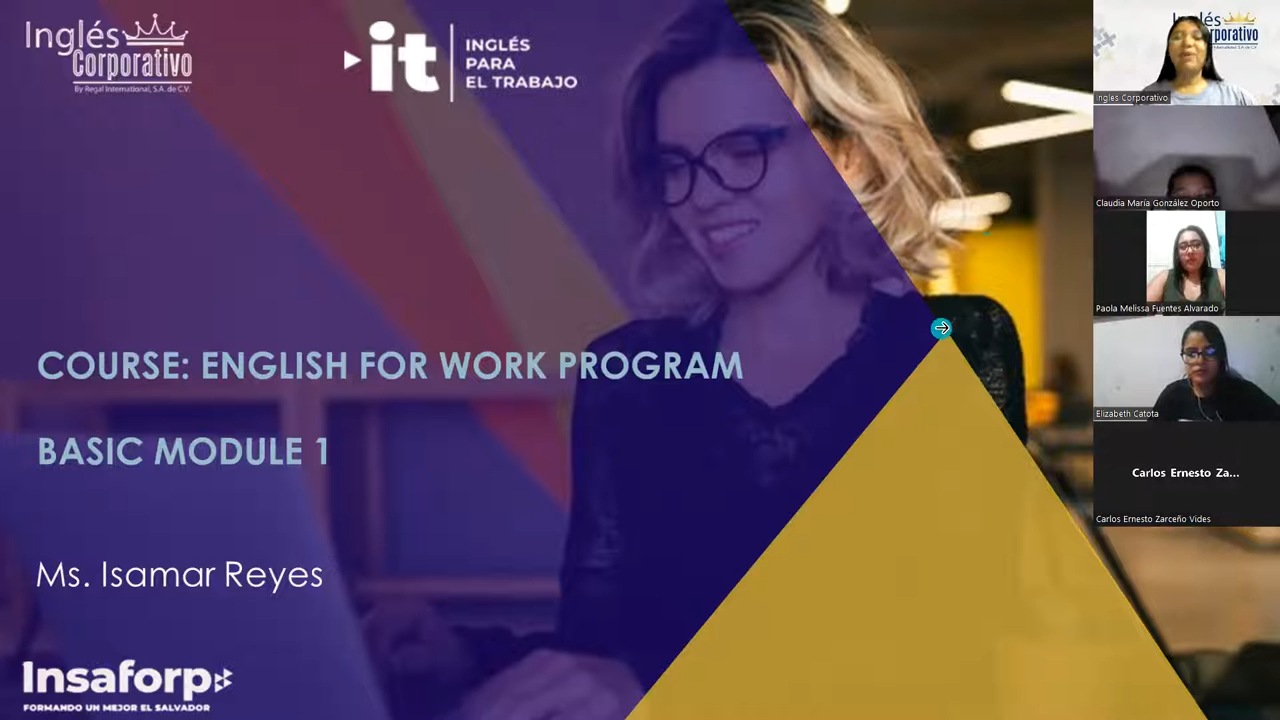 Inglés
Corporativo
By Regal International, S.A. de C.V.
it
INGLÉS
PARA
EL TRABAJO
COURSE: ENGLISH FOR WORK PROGRAM
BASIC MODULE 1
Ms. Isamar Reyes
Insaforp
FORMANDO UN MEJOR EL SALVADOR
Ingles Corporativo
Claudia María González Oporto
Paola Melissa Fuentes Alvarado
Elizabeth Catota
Carlos Ernesto Za...
Carlos Ernesto Zarceño Vides